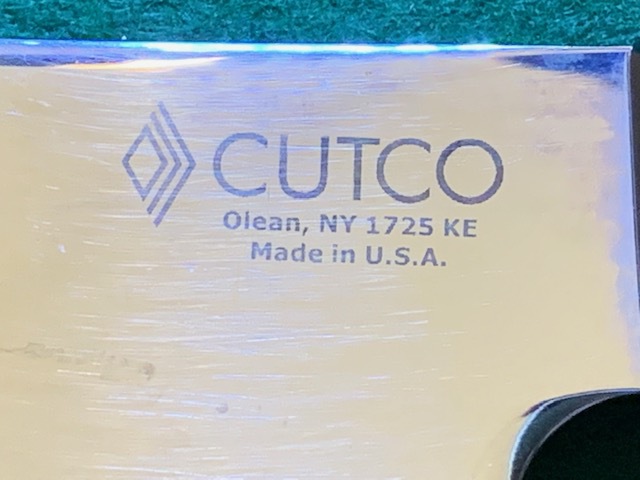 CUTCO
Olean, NY 1725 KE
Made in U.S.A.